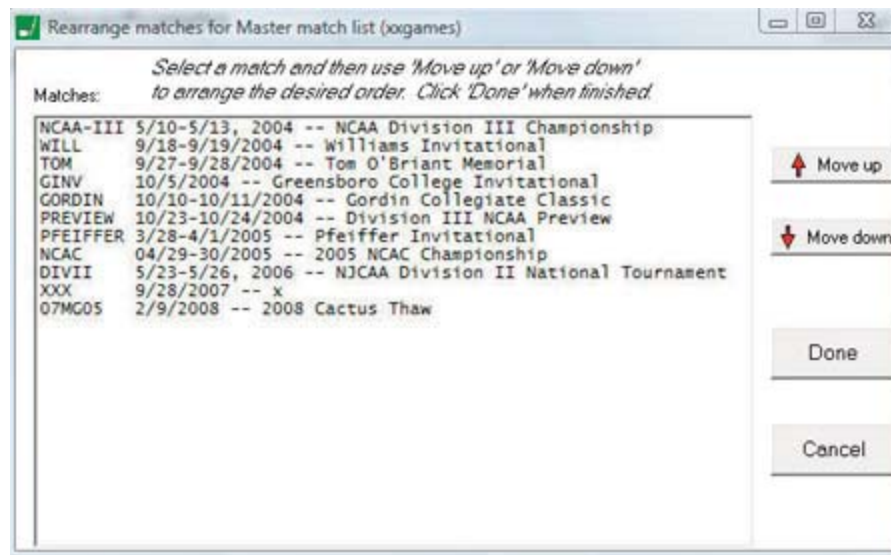 Rearrange matches for Master match list (xxgames)
Select a match and then use 'Move up' or 'Move down'
Matches: to arrange the desired order. Click 'Done' when finished.
NCAA-III 5/10-5/13, 2004 -- NCAA Division III Championship
WILL 9/18-9/19/2004 -- Williams Invitational
TOM 9/27-9/28/2004 -- Tom O'Briant Memorial
GINV 10/5/2004 -- Greensboro College Invitational
GORDIN 10/10-10/11/2004 -- Gordin Collegiate Classic
PREVIEW 10/23-10/24/2004 -- Division III NCAA Preview
PFEIFFER 3/28-4/1/2005 -- Pfeiffer Invitational
NCAC 04/29-30/2005 -- 2005 NCAC Championship
DIVII 5/23-5/26, 2006 -- NJCAA Division II National Tournament
XXX 9/28/2007 -- x
07MG05 2/9/2008 -- 2008 Cactus Thaw
Move up
Move down
Done
Cancel